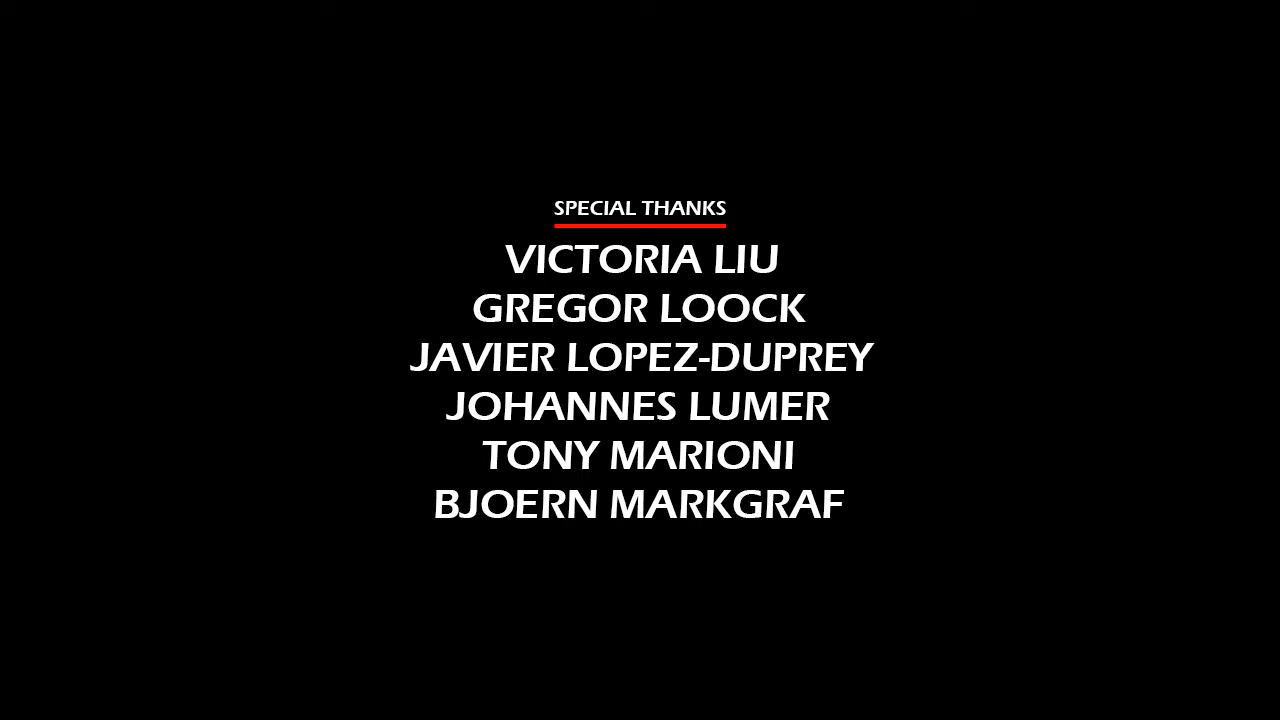 SPECIAL THANKS
VICTORIA LIU
GREGOR LOOCK
JAVIER LOPEZ-DUPREY
JOHANNES LUMER
TONY MARIONI
BJOERN MARKGRAF